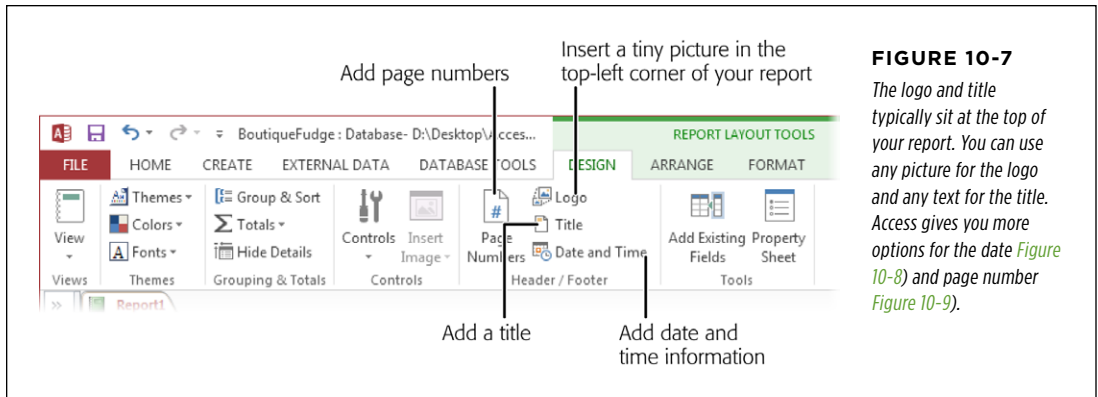 Insert a tiny picture in the
top-left corner of your report
Add page numbers
BoutiqueFudge : Database- D:\Desktop\Acces...
REPORT LAYOUT TOOLS
FILE HOME CREATE EXTERNAL DATA DATABASE TOOLS DESIGN ARRANGE FORMAT
View
Views
Themes
Colors
A Fonts
Themes
Group & Sort
Totals
Hide Details
Grouping & Totals
Controls
Insert
Image
Controls
#
Page
Numbers
Logo
Title
Date and Time
Header / Footer
Add Existing
Fields
Property
Sheet
Tools
Report1
Add a title
Add date and
time information
FIGURE 10-7
The logo and title
typically sit at the top of
your report. You can use
any picture for the logo
and any text for the title.
Access gives you more
options for the date Figure
10-8) and page number
Figure 10-9).